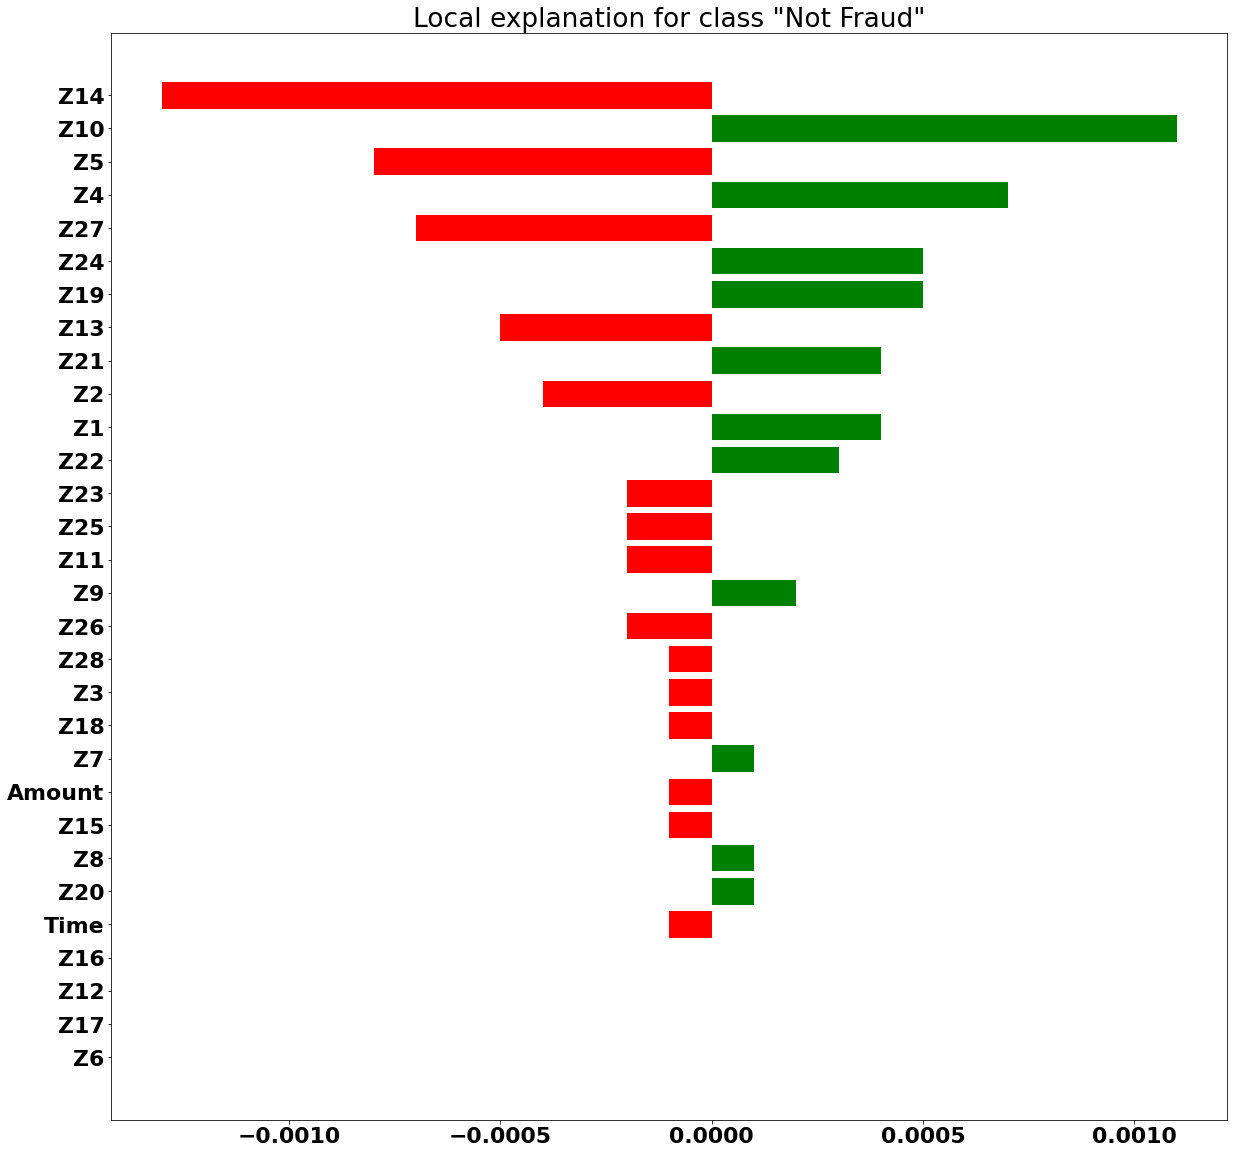 Local explanation for class "Not Fraud"
Z14
Z10
Z5
Z4
Z27
Z24
Z19
Z13
Z21
Z2
Z1
Z22
Z23
Z25
Z11
Z9
Z26
Z28
Z3
Z18
Z7
Amount
Z15
Z8
Z20
Time
Z16
Z12
Z17
Z6
−0.0010 −0.0005 0.0000 0.0005 0.0010